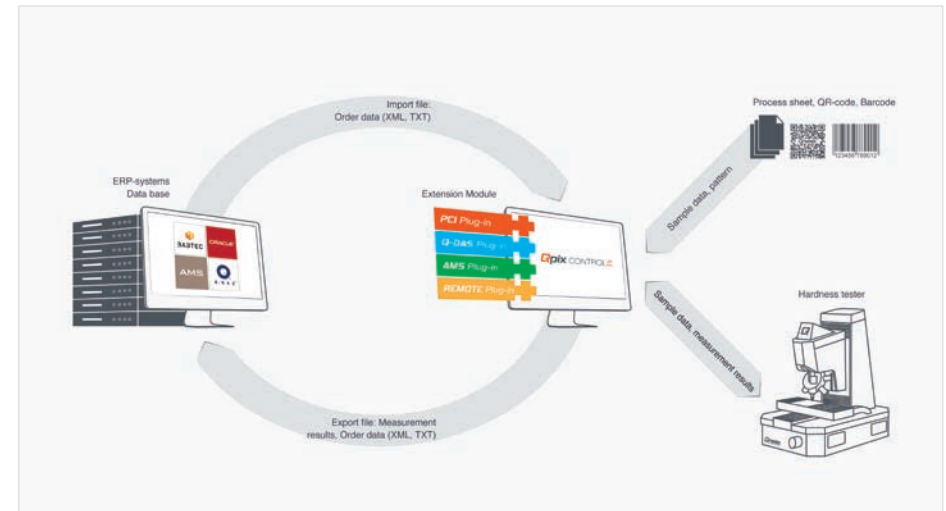 Import file:
Order data (XML, TXT)
Process sheet, QR-code, Barcode
ERP-systems
Data base
Extension Module
PCI Plug-in
Q-DAS Plug-in
AMS Plug-in
REMOTE Plug-in
Qpix CONTROL
BABTEC
ORACLE
AMS
Sample data, pattern
Sample data, measurement results
Hardness tester
Export file: Measurement
results, Order data (XML, TXT)